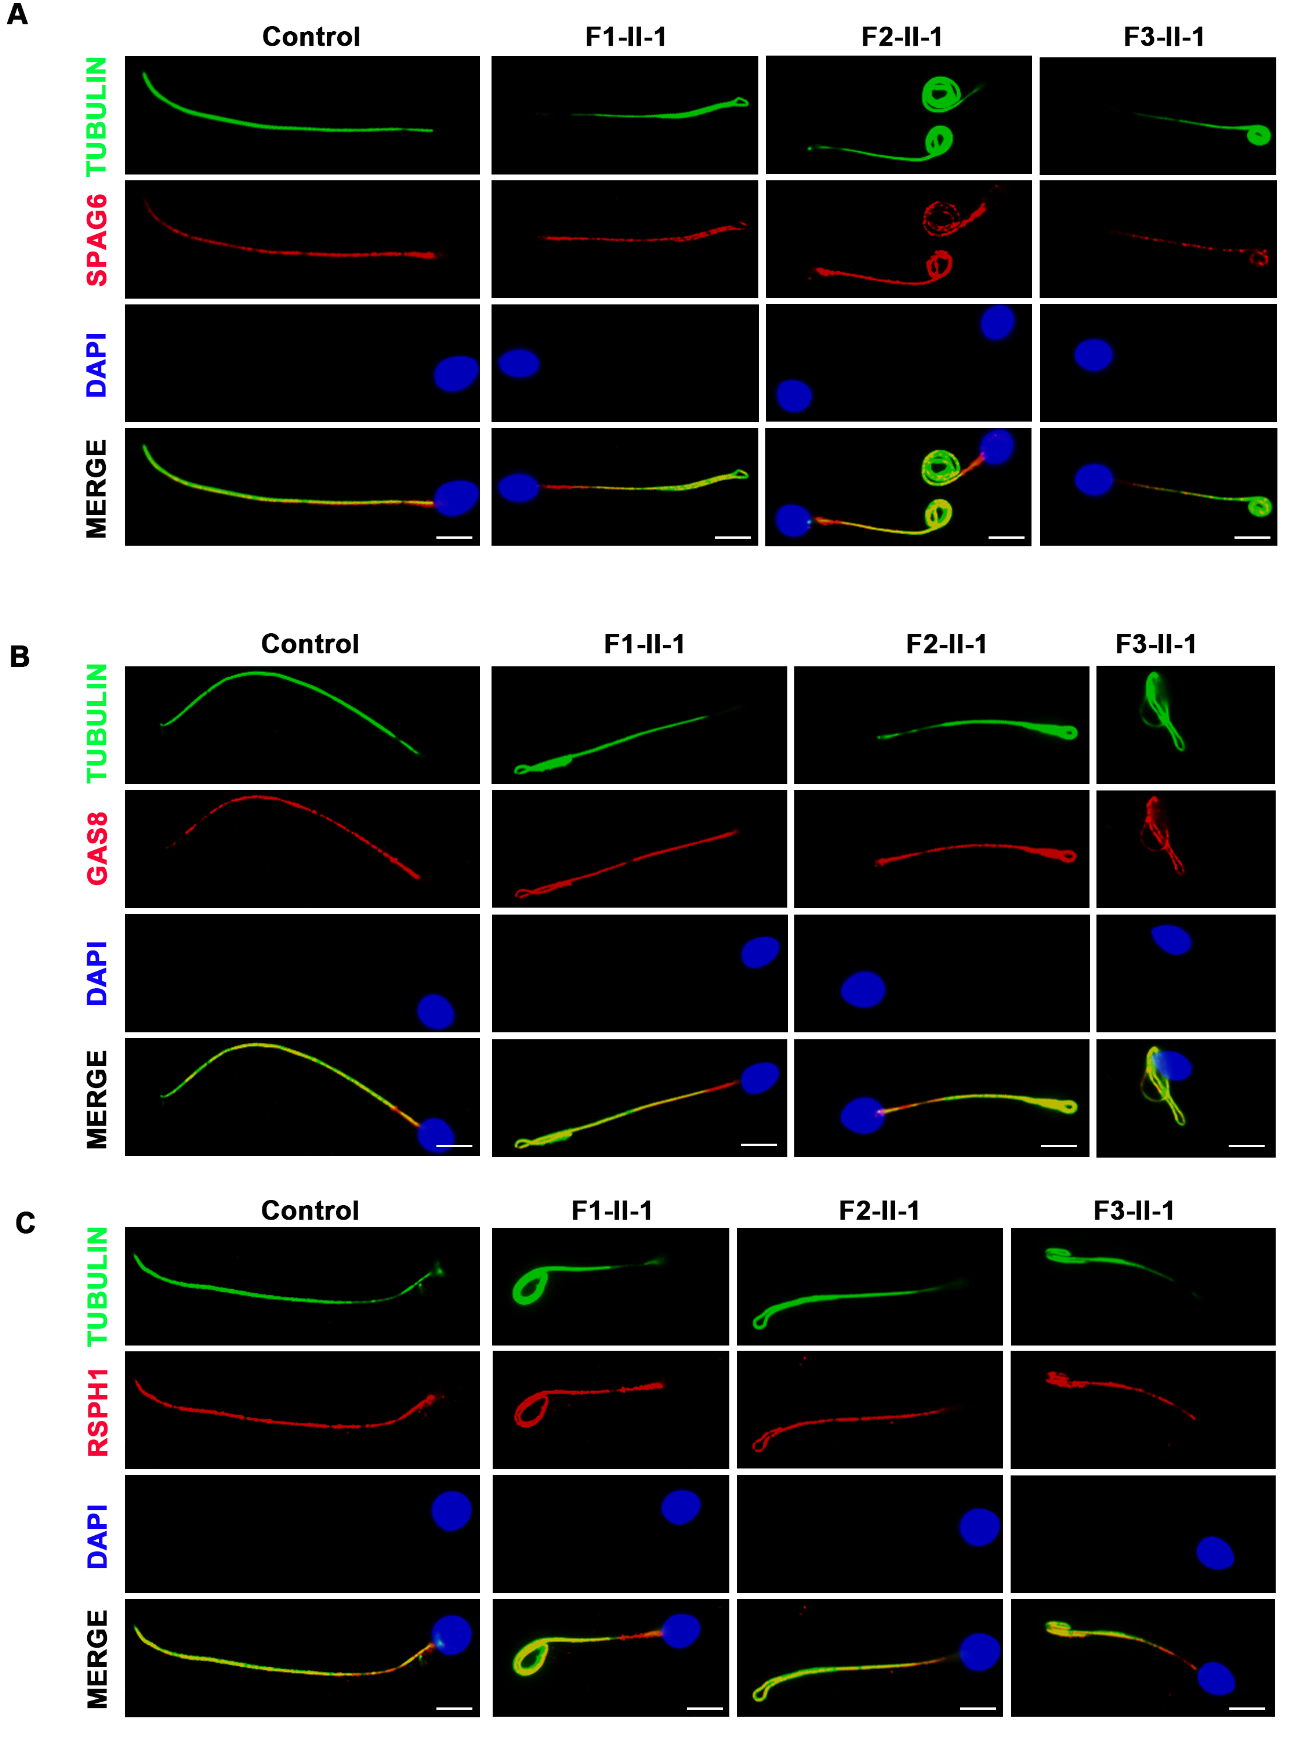 A
Control F1-II-1 F2-II-1 F3-II-1
TUBULIN
SPAG6
DAPI
MERGE
B
Control F1-II-1 F2-II-1 F3-II-1
TUBULIN
GAS8
DAPI
MERGE
C
Control F1-II-1 F2-II-1 F3-II-1
TUBULIN
RSPH1
DAPI
MERGE